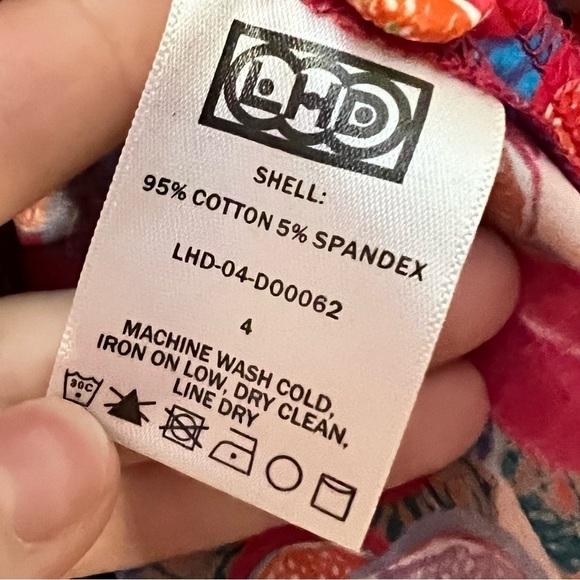 LHD
SHELL:
95% COTTON 5% SPANDEX
LHD-04-D00062
4
MACHINE WASH COLD,
IRON ON LOW, DRY CLEAN,
LINE DRY
30C